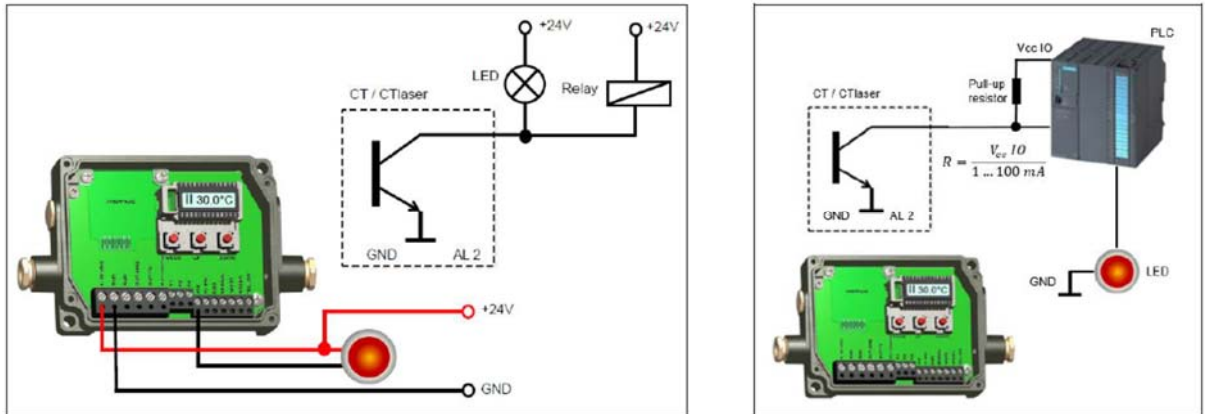 +24V
+24V
LED
Relay
CT / CTlaser
GND
AL 2
30.0°C
+24V
GND
PLC
Vcc IO
Pull-up
resistor
CT / CTlaser
R = V_cc IO / 1 ... 100 mA
GND
AL 2
LED
GND
30.0°C